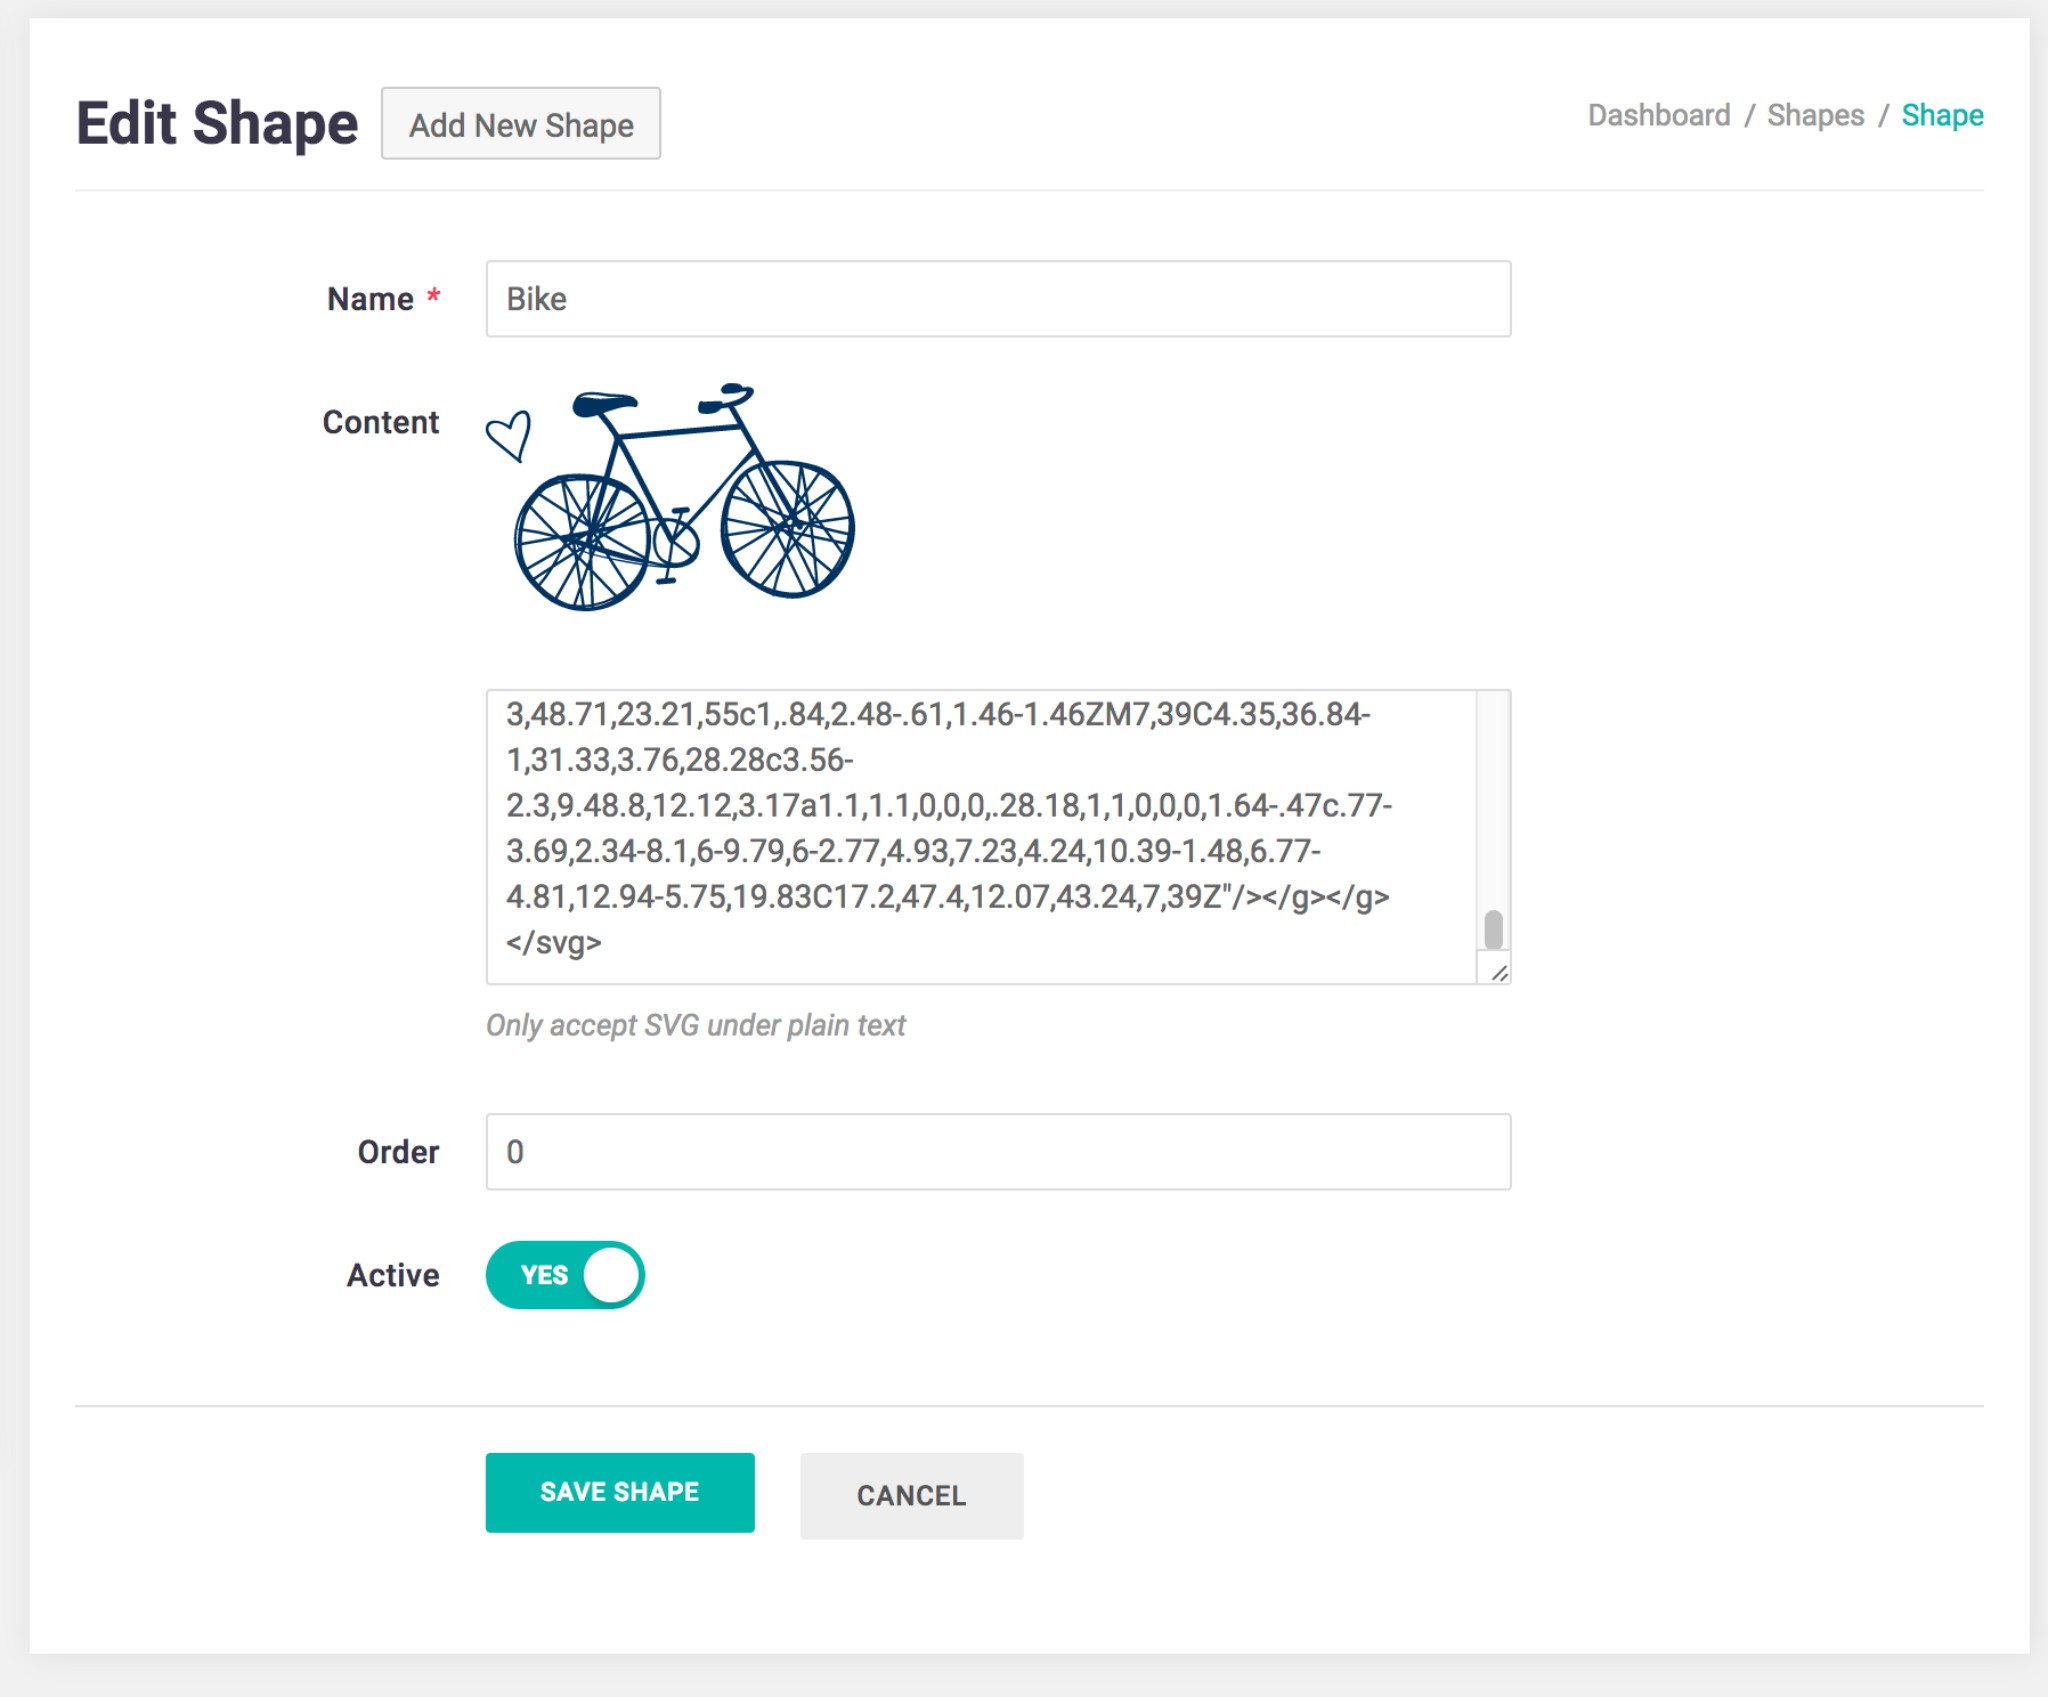 Edit Shape
Add New Shape
Dashboard / Shapes / Shape
Name *
Bike
Content
3,48.71,23.21,55c1,.84,2.48-.61,1.46-1.46ZM7,39C4.35,36.84-
1,31.33,3.76,28.28c3.56-
2.3,9.48.8,12.12,3.17a1.1,1.1,0,0,0,.28.18,1,1,0,0,0,1.64-.47c.77-
3.69,2.34-8.1,6-9.79,6-2.77,4.93,7.23,4.24,10.39-1.48,6.77-
4.81,12.94-5.75,19.83C17.2,47.4,12.07,43.24,7,39Z"/></g></g>
</svg>
Only accept SVG under plain text
Order
0
Active
YES
SAVE SHAPE
CANCEL